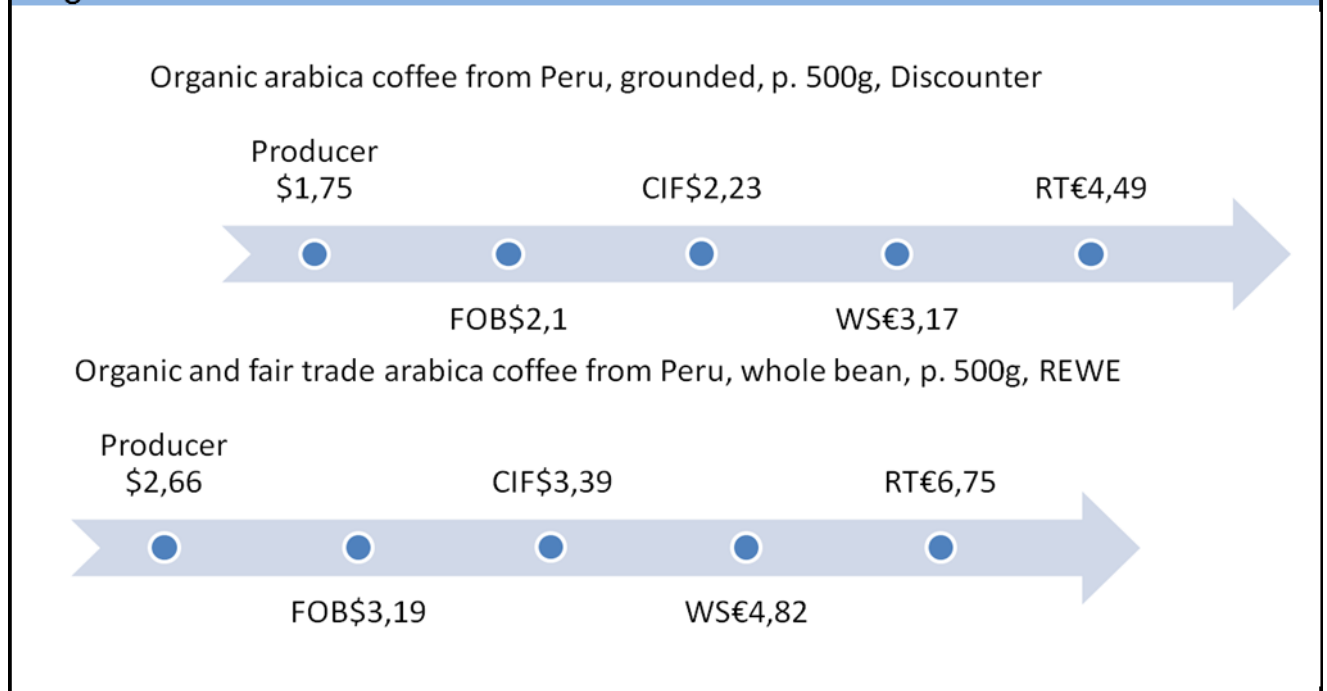 Organic arabica coffee from Peru, grounded, p. 500g, Discounter
Producer
$1,75
CIF$2,23
RT€4,49
FOB$2,1
WS€3,17
Organic and fair trade arabica coffee from Peru, whole bean, p. 500g, REWE
Producer
$2,66
CIF$3,39
RT€6,75
FOB$3,19
WS€4,82